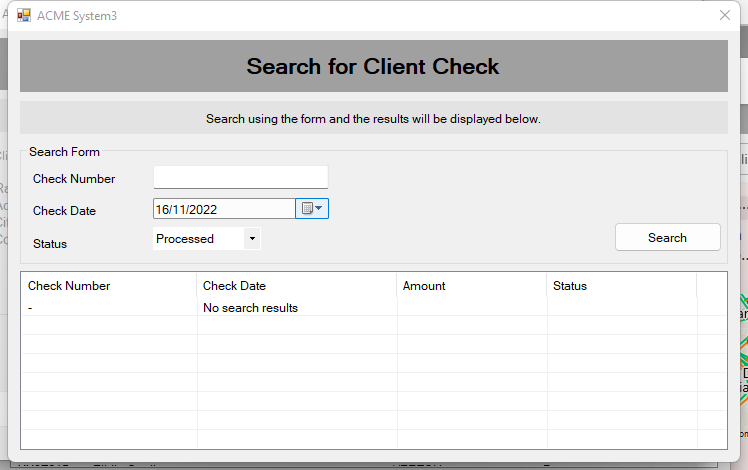 ACME System3
Search for Client Check
Search using the form and the results will be displayed below.
Search Form
Check Number
Check Date 16/11/2022
Status Processed
Search
Check Number Check Date Amount Status
- No search results